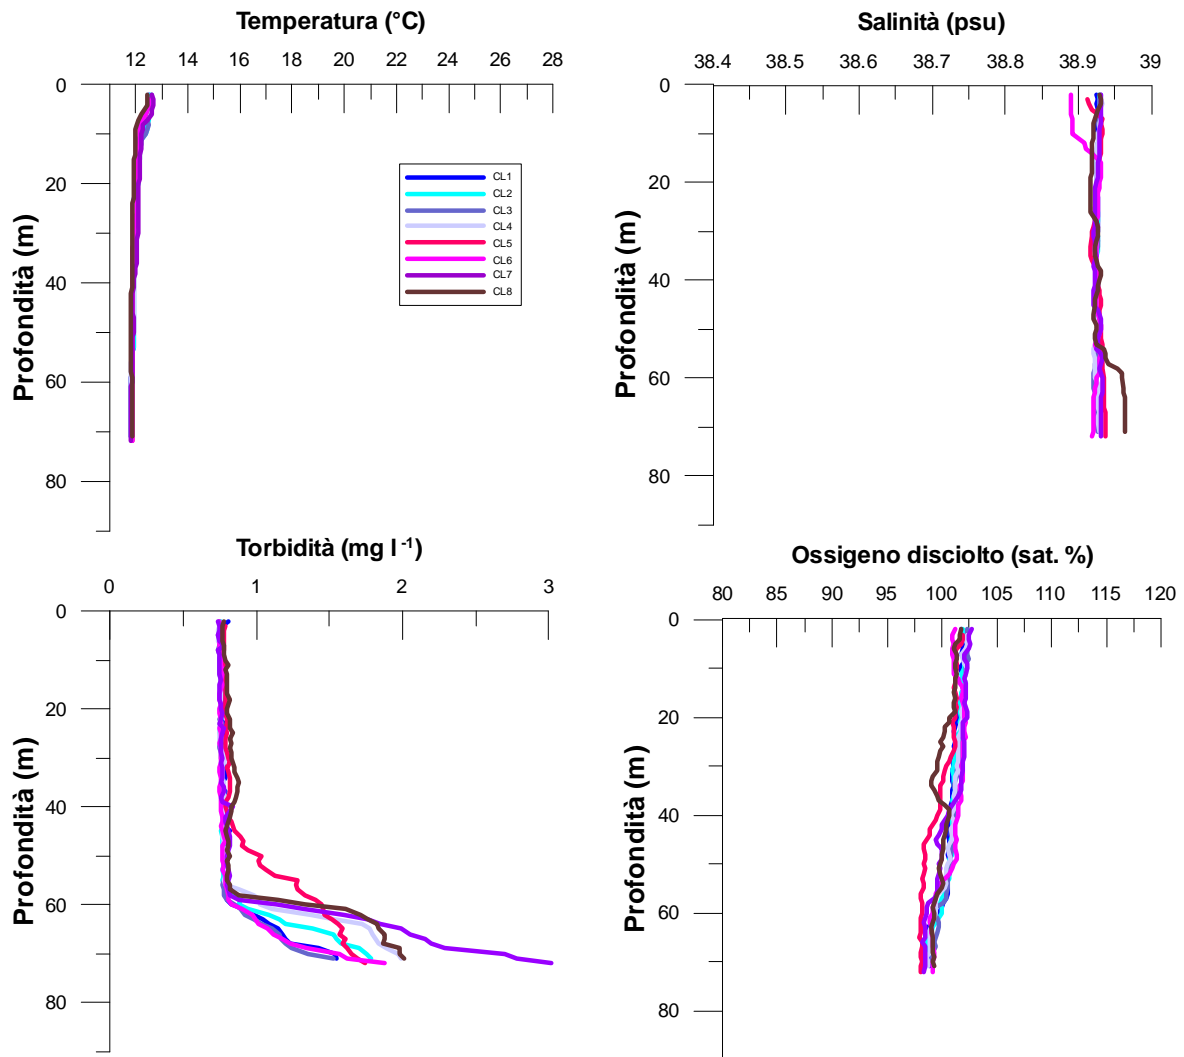 Temperatura (°C)
12 14 16 18 20 22 24 26 28
0
20
40
60
80
Profondità (m)
CL1
CL2
CL3
CL4
CL5
CL6
CL7
CL8
Salinità (psu)
38.4 38.5 38.6 38.7 38.8 38.9 39
0
20
40
60
80
Profondità (m)
Torbidità (mg l⁻¹)
0 1 2 3
0
20
40
60
80
Profondità (m)
Ossigeno disciolto (sat. %)
80 85 90 95 100 105 110 115 120
0
20
40
60
80
Profondità (m)